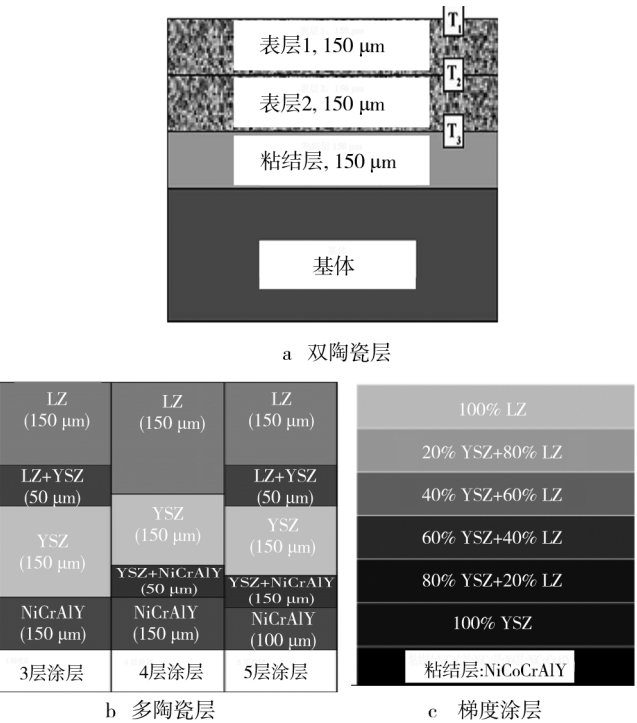 T1
表层1, 150 μm
T2
表层2, 150 μm
T3
粘结层, 150 μm
基体
a 双陶瓷层
LZ
(150 μm)
LZ+YSZ
(50 μm)
YSZ
(150 μm)
NiCrAlY
(150 μm)
3层涂层
LZ
(150 μm)
YSZ
(150 μm)
YSZ+NiCrAlY
(50 μm)
NiCrAlY
(150 μm)
4层涂层
LZ
(150 μm)
LZ+YSZ
(50 μm)
YSZ
(150 μm)
YSZ+NiCrAlY
(150 μm)
NiCrAlY
(100 μm)
5层涂层
b 多陶瓷层
100% LZ
20% YSZ+80% LZ
40% YSZ+60% LZ
60% YSZ+40% LZ
80% YSZ+20% LZ
100% YSZ
粘结层:NiCoCrAlY
c 梯度涂层